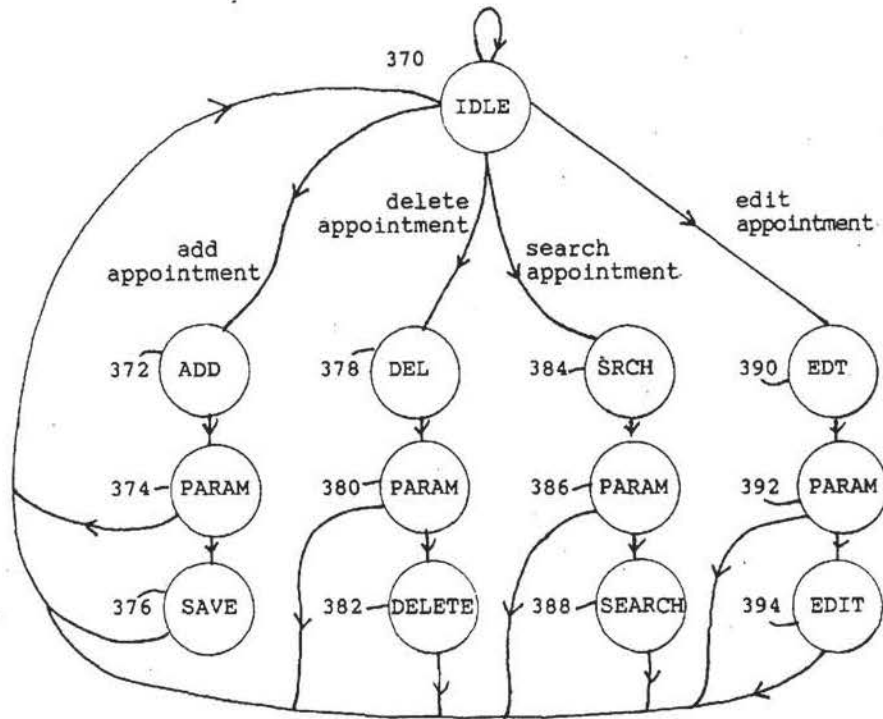 370
IDLE
delete
appointment
edit
appointment
add
appointment
search
appointment
372 ADD
378 DEL
384 SRCH
390 EDT
374 PARAM
380 PARAM
386 PARAM
392 PARAM
376 SAVE
382 DELETE
388 SEARCH
394 EDIT